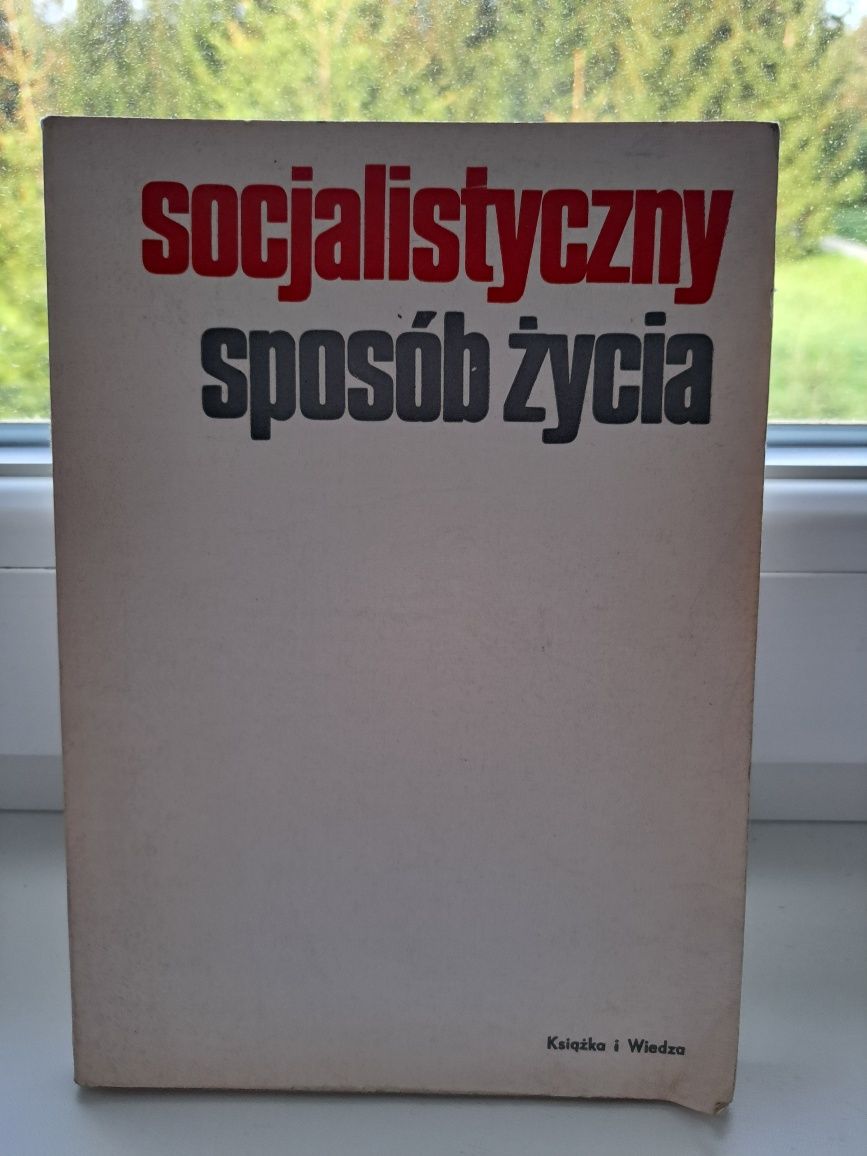 socjalistyczny
sposób życia
Książka i Wiedza